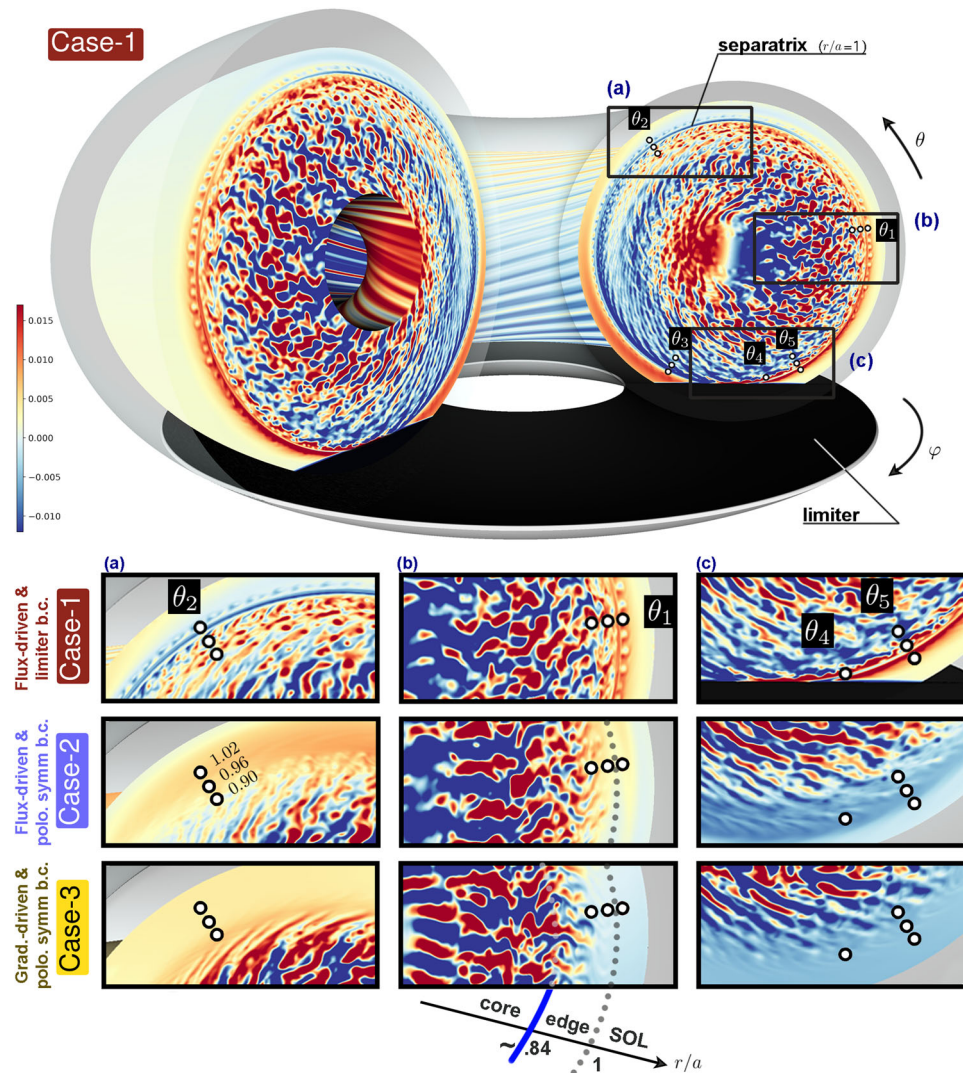 Case-1
separatrix (r/a=1)
(a)
θ₂
θ
(b)
θ₁
θ₃
θ₅
θ₄
(c)
φ
limiter
0.015
0.010
0.005
0.000
−0.005
−0.010
(a)
(b)
(c)
Flux-driven &
limiter b.c.
Case-1
θ₂
θ₁
θ₅
θ₄
Flux-driven &
polo. symm b.c.
Case-2
1.02
0.96
0.90
Grad.-driven &
polo. symm b.c.
Case-3
core
edge
SOL
~ .84
1
r/a